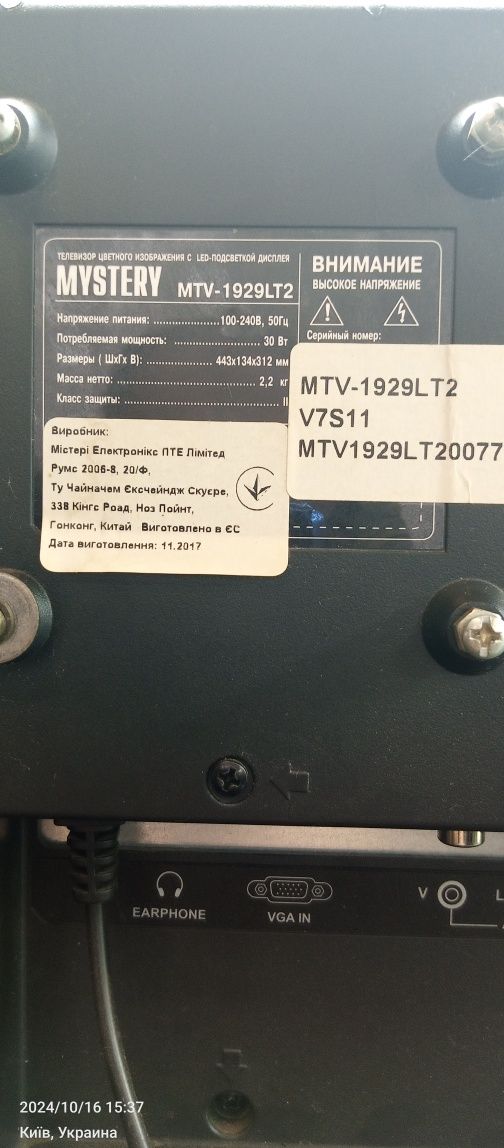 ТЕЛЕВИЗОР ЦВЕТНОГО ИЗОБРАЖЕНИЯ С LED-ПОДСВЕТКОЙ ДИСПЛЕЯ
MYSTERY MTV-1929LT2
Напряжение питания: 100-240В, 50Гц
Потребляемая мощность: 30 Вт
Размеры ( ШхГх В): 443х134х312 мм
Масса нетто: 2,2 кг
Класс защиты: II
ВНИМАНИЕ
ВЫСОКОЕ НАПРЯЖЕНИЕ
Серийный номер:
MTV-1929LT2
V7S11
MTV1929LT20077
Виробник:
Містері Електронікс ПТЕ Лімітед
Румс 2006-8, 20/Ф,
Ту Чайначем Ексчейндж Скуєре,
338 Кінгс Роад, Ноз Пойнт,
Гонконг, Китай Виготовлено в ЄС
Дата виготовлення: 11.2017
EARPHONE
VGA IN
V
L
2024/10/16 15:37
Київ, Украина